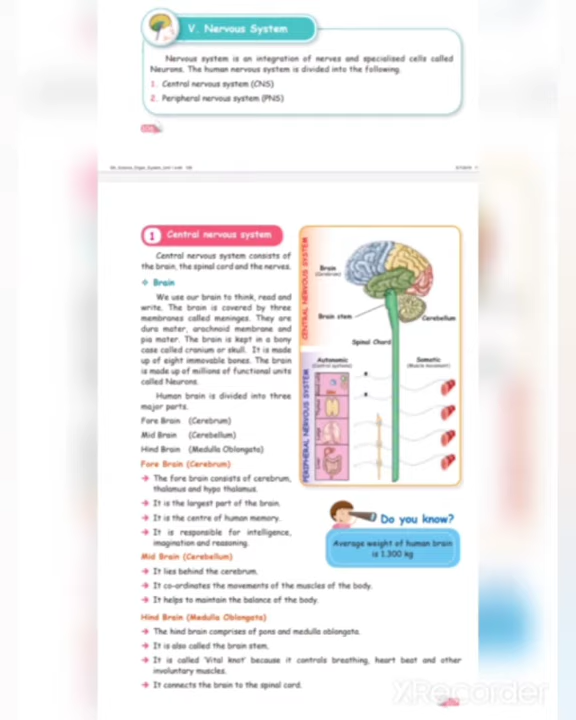 V. Nervous System
Nervous system is an integration of nerves and specialised cells called
Neurons. The human nervous system is divided into the following.
1. Central nervous system (CNS)
2. Peripheral nervous system (PNS)
1 Central nervous system
Central nervous system consists of
the brain, the spinal cord and the nerves.
❖ Brain
We use our brain to think, read and
write. The brain is covered by three
membranes called meninges. They are
dura mater, arachnoid membrane and
pia mater. The brain is kept in a bony
case called cranium or skull. It is made
up of eight immovable bones. The brain
is made up of millions of functional units
called Neurons.
Human brain is divided into three
major parts.
Fore Brain (Cerebrum)
Mid Brain (Cerebellum)
Hind Brain (Medulla Oblongata)
Fore Brain (Cerebrum)
➔ The fore brain consists of cerebrum,
thalamus and hypo thalamus.
➔ It is the largest part of the brain.
➔ It is the centre of human memory.
➔ It is responsible for intelligence,
imagination and reasoning.
CENTRAL NERVOUS SYSTEM
Brain
(Cerebrum)
Brain stem
Cerebellum
Spinal Chord
PERIPHERAL NERVOUS SYSTEM
Autonomic
(Control systems)
Somatic
(Muscle movement)
Do you know?
Average weight of human brain
is 1.300 kg
Mid Brain (Cerebellum)
➔ It lies behind the cerebrum.
➔ It co-ordinates the movements of the muscles of the body.
➔ It helps to maintain the balance of the body.
Hind Brain (Medulla Oblongata)
➔ The hind brain comprises of pons and medulla oblongata.
➔ It is also called the brain stem.
➔ It is called 'Vital knot' because it controls breathing, heart beat and other
involuntary muscles.
➔ It connects the brain to the spinal cord.
XRecorder